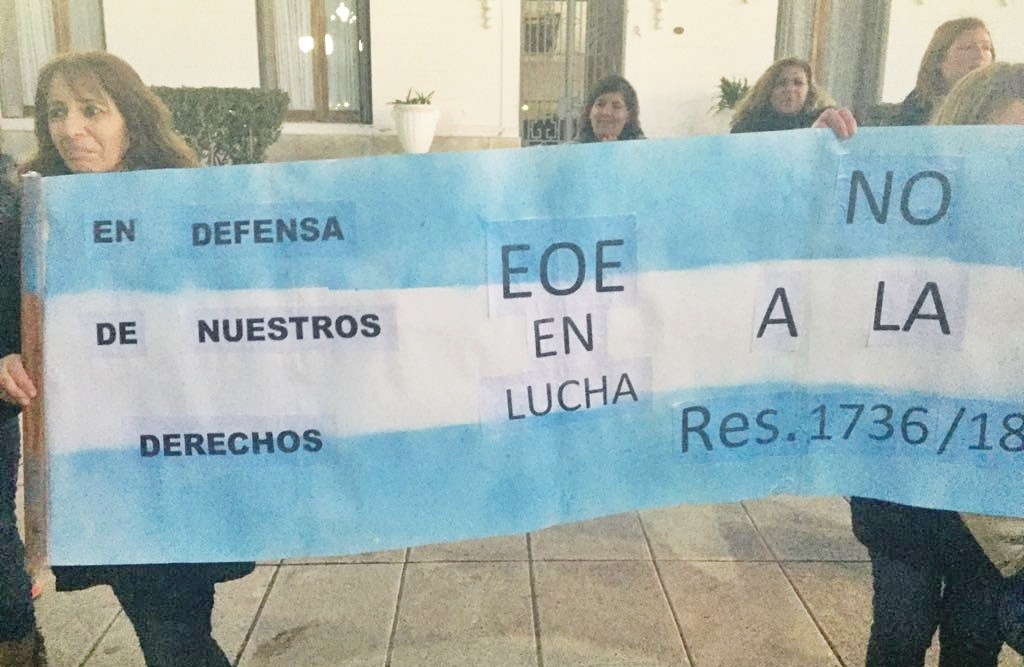 EN DEFENSA
DE NUESTROS
DERECHOS
EOE
EN
LUCHA
NO
A LA
Res. 1736/18